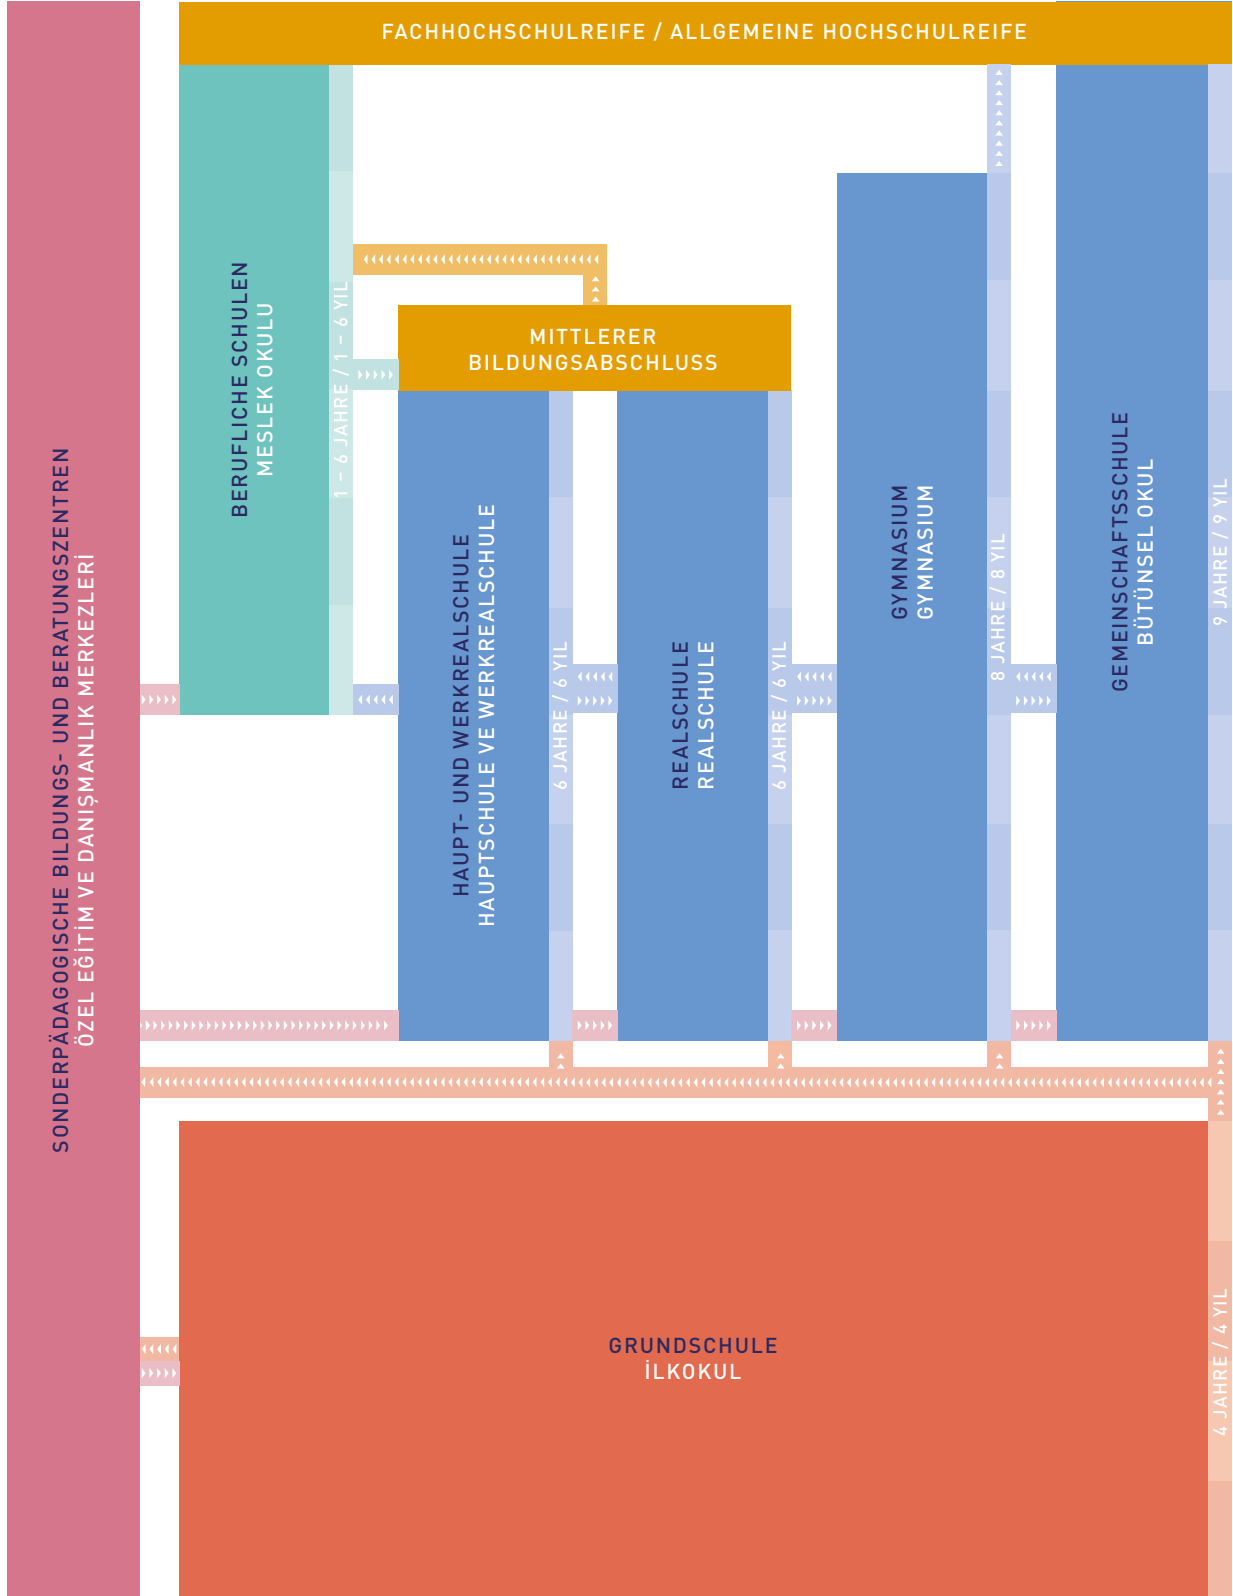 FACHHOCHSCHULREIFE / ALLGEMEINE HOCHSCHULREIFE
SONDERPÄDAGOGISCHE BILDUNGS- UND BERATUNGSZENTREN
ÖZEL EĞİTİM VE DANIŞMANLIK MERKEZLERİ
BERUFLICHE SCHULEN
MESLEK OKULU
1 – 6 JAHRE / 1 – 6 YIL
MITTLERER
BILDUNGSABSCHLUSS
HAUPT- UND WERKREALSCHULE
HAUPTSCHULE VE WERKREALSCHULE
6 JAHRE / 6 YIL
REALSCHULE
REALSCHULE
6 JAHRE / 6 YIL
GYMNASIUM
GYMNASIUM
8 JAHRE / 8 YIL
GEMEINSCHAFTSSCHULE
BÜTÜNSEL OKUL
9 JAHRE / 9 YIL
GRUNDSCHULE
İLKOKUL
4 JAHRE / 4 YIL